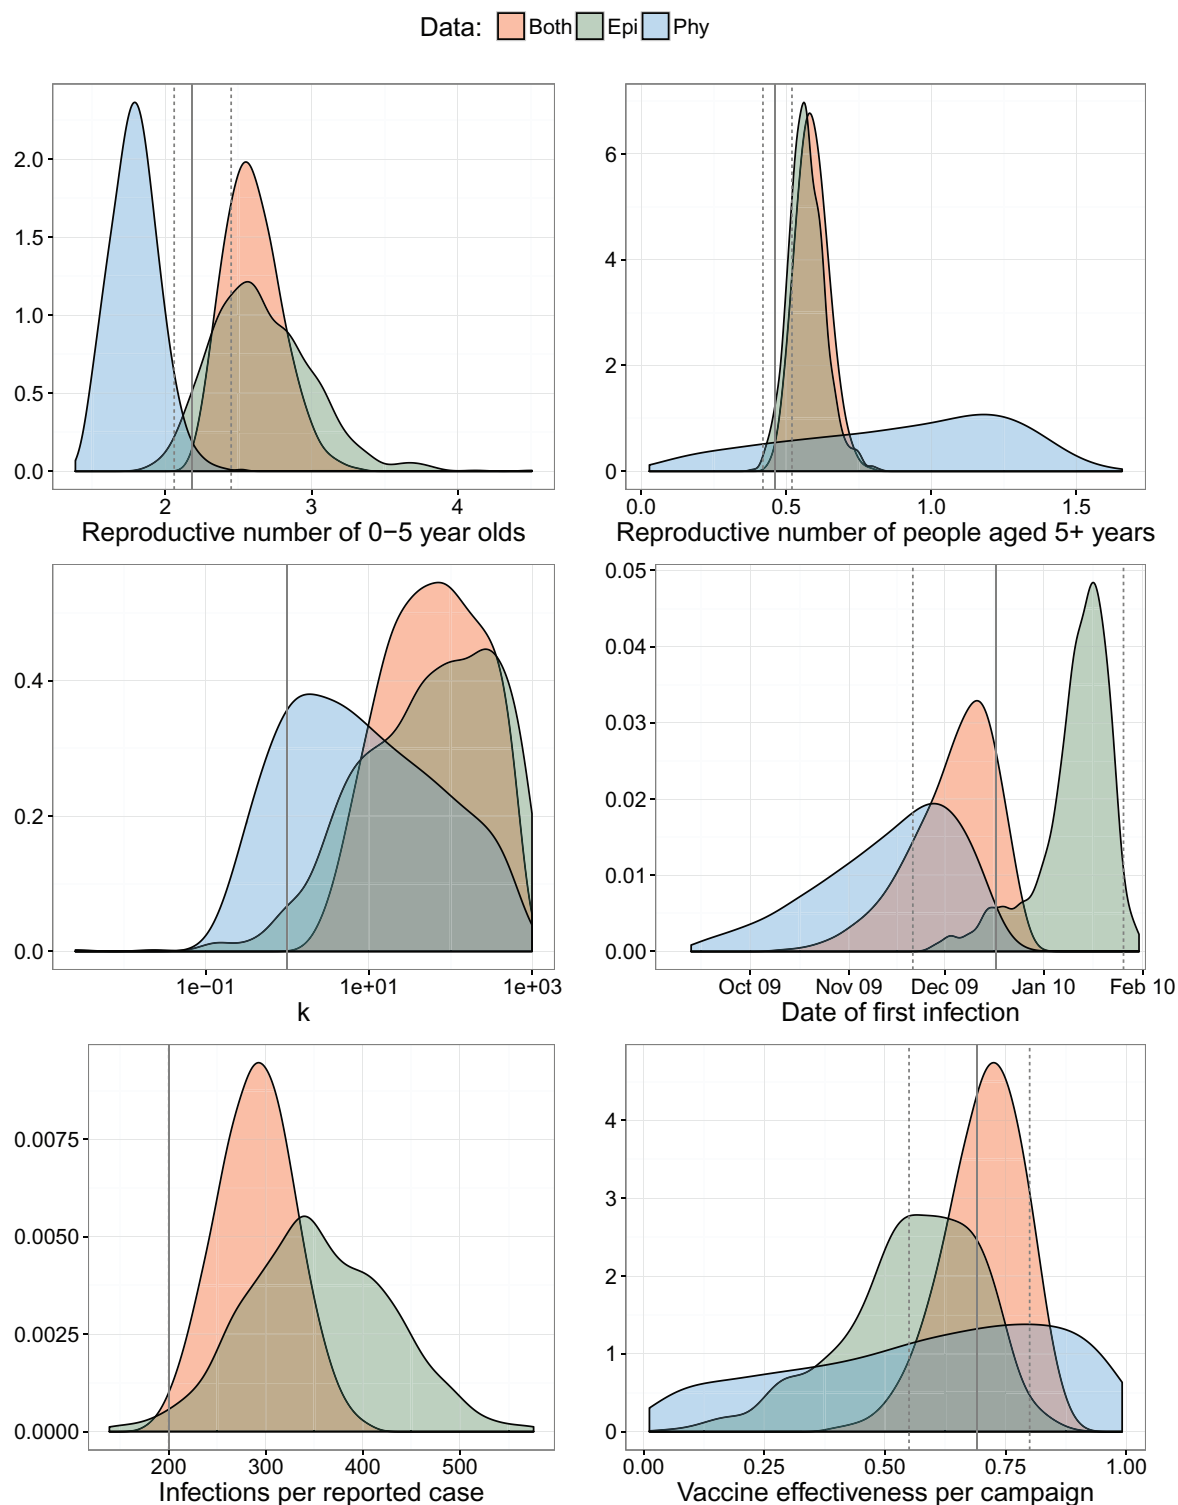 Data: Both Epi Phy
2.0
1.5
1.0
0.5
0.0
2 3 4
Reproductive number of 0−5 year olds
6
4
2
0
0.0 0.5 1.0 1.5
Reproductive number of people aged 5+ years
0.4
0.2
0.0
1e−01 1e+01 1e+03
k
0.05
0.04
0.03
0.02
0.01
0.00
Oct 09 Nov 09 Dec 09 Jan 10 Feb 10
Date of first infection
0.0075
0.0050
0.0025
0.0000
200 300 400 500
Infections per reported case
4
3
2
1
0
0.00 0.25 0.50 0.75 1.00
Vaccine effectiveness per campaign